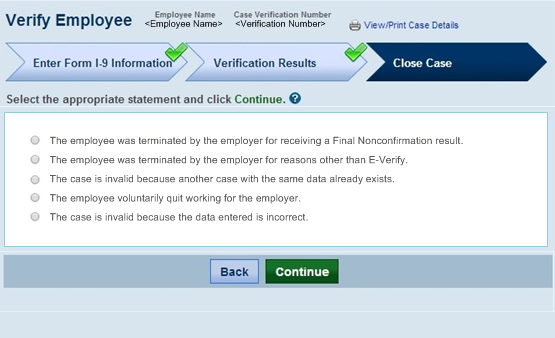 Verify Employee
Employee Name Case Verification Number
<Employee Name> <Verification Number>
View/Print Case Details
Enter Form I-9 Information Verification Results Close Case
Select the appropriate statement and click Continue. ?
The employee was terminated by the employer for receiving a Final Nonconfirmation result.
The employee was terminated by the employer for reasons other than E-Verify.
The case is invalid because another case with the same data already exists.
The employee voluntarily quit working for the employer.
The case is invalid because the data entered is incorrect.
Back Continue